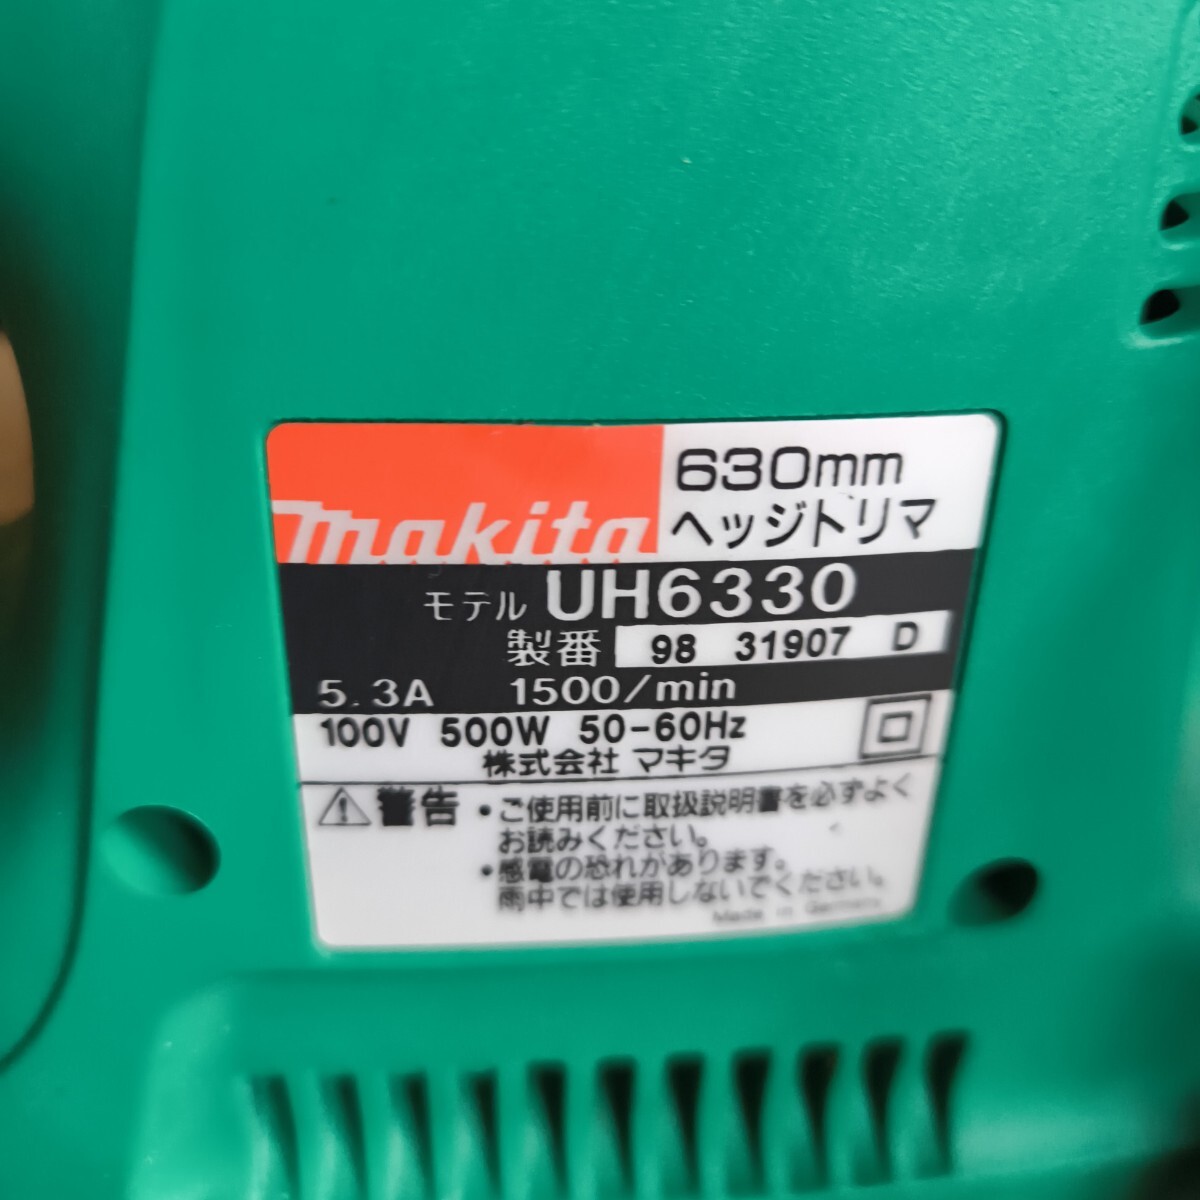 makita
630mm
ヘッジトリマ
モデル UH6330
製番 98 31907 D
5.3A 1500/min
100V 500W 50-60Hz
株式会社 マキタ
警告 ・ご使用前に取扱説明書を必ずよく
お読みください。
・感電の恐れがあります。
雨中では使用しないでください。
Made in Germany